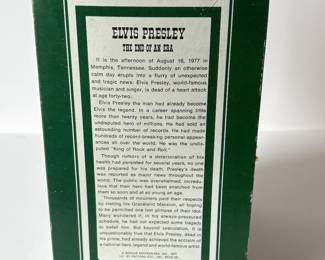 ELVIS PRESLEY
THE END OF AN ERA
It is the afternoon of August 16, 1977 in
Memphis, Tennessee. Suddenly an otherwise
calm day erupts into a flurry of unexpected
and tragic news: Elvis Presley, world-famous
musician and singer, is dead of a heart attack
at age forty-two.
Elvis Presley the man had already become
Elvis the legend. In a career spanning little
more than twenty years, he had become the
undisputed hero of millions. He had sold an
astounding number of records. He had made
hundreds of record-breaking personal appear-
ances all over the world. He was the undis-
puted "King of Rock and Roll."
Though rumors of a deterioration of his
health had persisted for several years, no one
was prepared for his death. Presley's death
was reported as major news throughout the
world. The public was overwhelmed, incred-
ulous that their hero had been snatched from
them so soon and at so young an age.
Thousands of mourners paid their respects
by visiting his Graceland Mansion, all hoping
to be permitted one last glimpse of their idol.
Many wondered if, in his always-pressured
schedule, he had not experienced some tragedy
to befall him. But beyond speculation, it is
unquestionably true that Elvis Presley, dead in
his prime, had already achieved the acclaim of
a national hero, legend and world-famous artist.